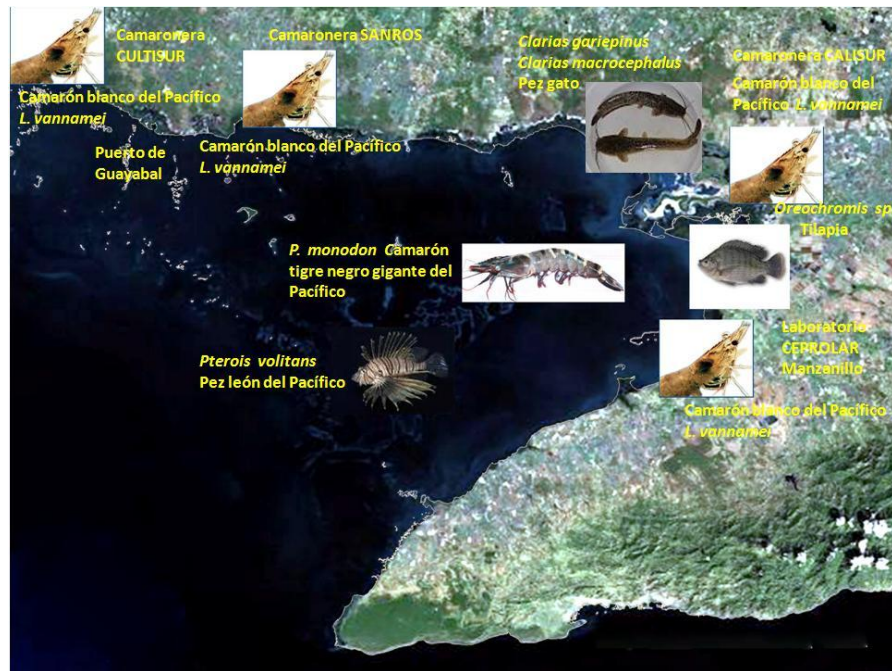 Camaronera
CULTISUR
Camarón blanco del Pacífico
L. vannamei
Puerto de
Guayabal
Camaronera SANROS
Camarón blanco del Pacífico
L. vannamei
Clarias gariepinus
Clarias macrocephalus
Pez gato
Camaronera CALISUR
Camarón blanco del
Pacífico L. vannamei
Oreochromis sp
Tilapia
P. monodon Camarón
tigre negro gigante del
Pacífico
Pterois volitans
Pez león del Pacífico
Laboratorio
CEPROLAR
Manzanillo
Camarón blanco del Pacífico
L. vannamei